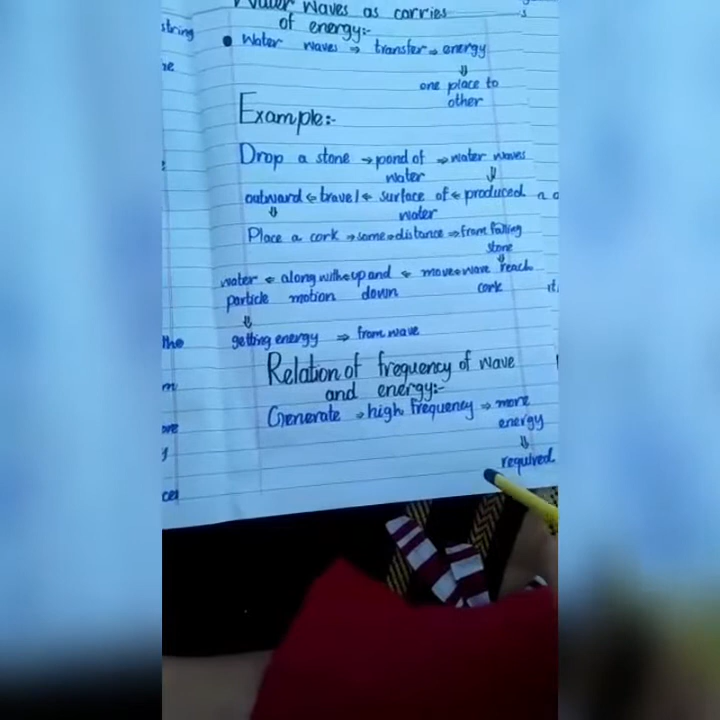 Water Waves as carries
of energy:-
string
• Water waves ⇒ transfer ⇒ energy
⇓
one place to
other
Example:-
Drop a stone → pond of ⇒ water waves
water ⇓
outward ⇐ travel ← surface of ⇐ produced
⇓ water
Place a cork → some ⇒ distance ⇒ from falling
stone
⇓
water ⇐ along with ⇐ up and ⇐ move ⇐ wave reach
particle motion down cork
⇓
the getting energy ⇒ from wave
Relation of frequency of wave
and energy:-
Generate ⇒ high frequency ⇒ more
energy
⇓
required